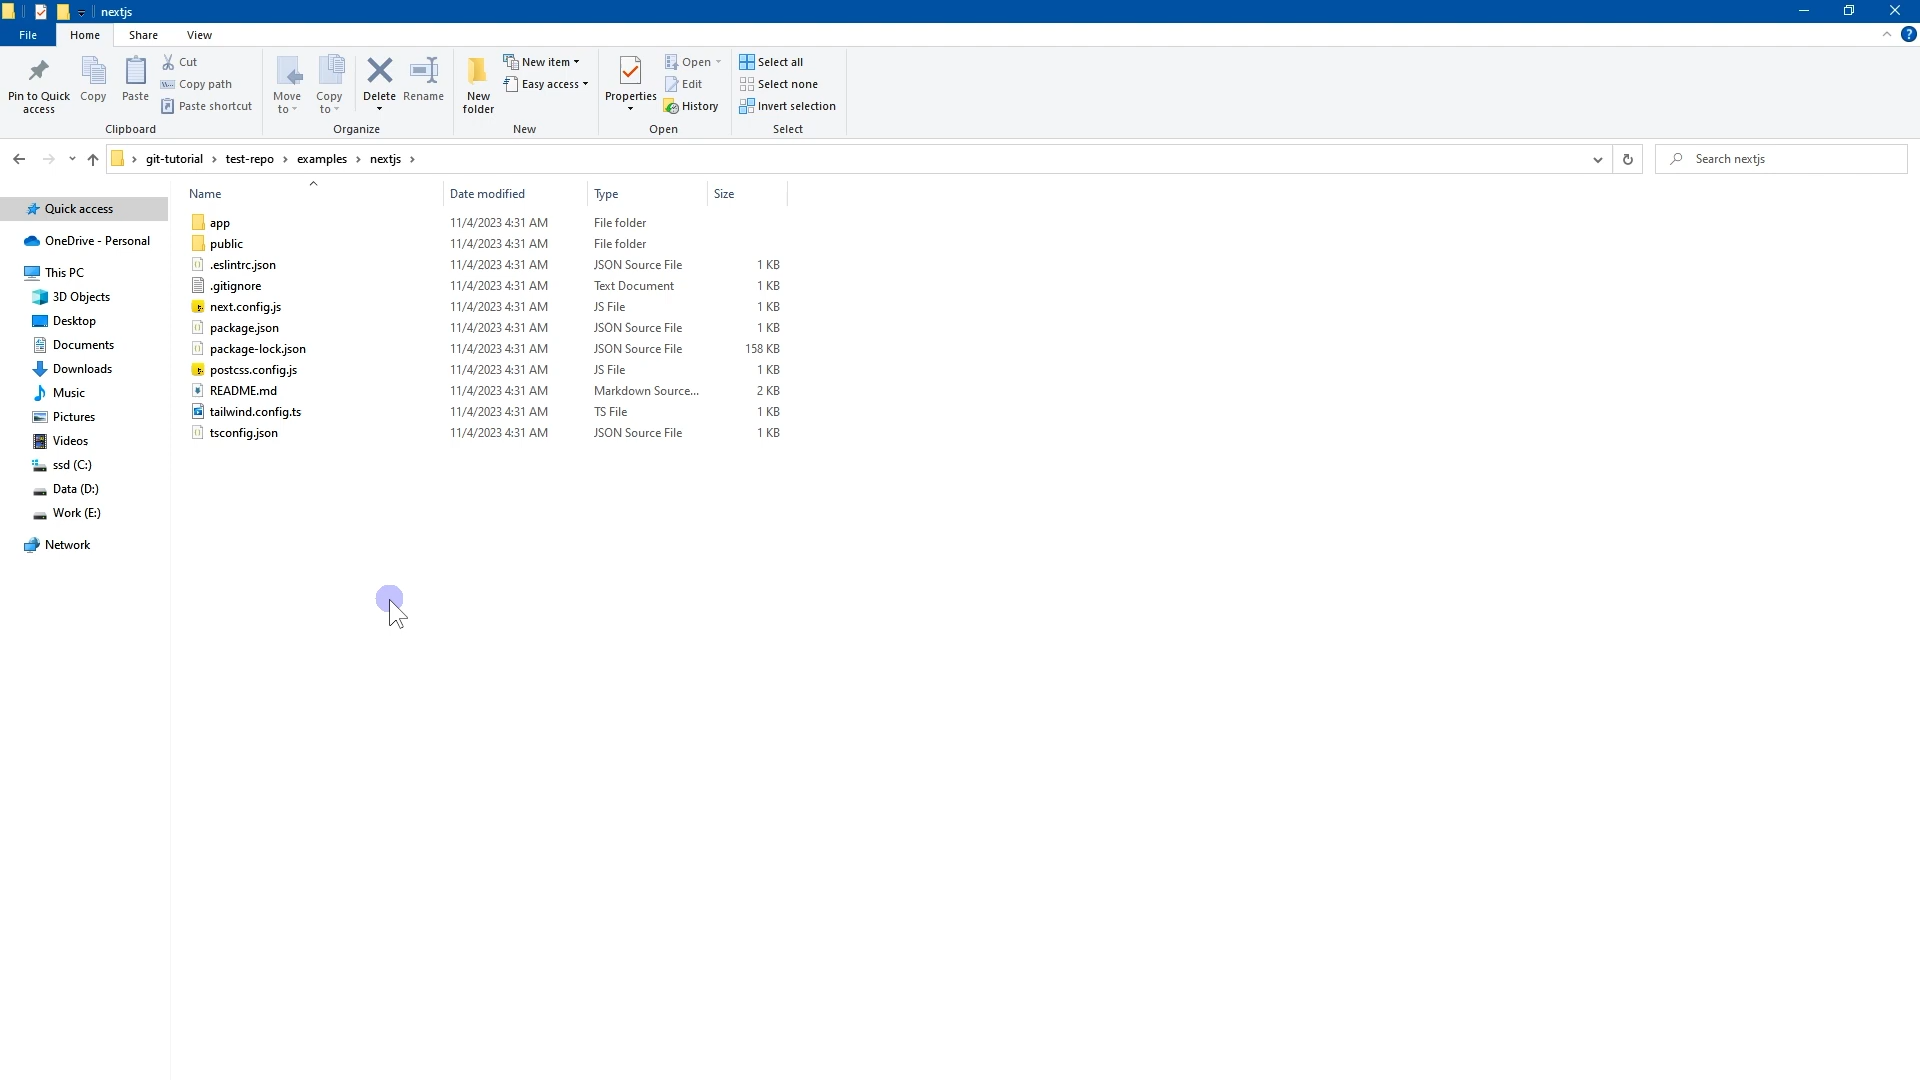 nextjs
File Home Share View
Pin to Quick access Copy Paste Cut Copy path Paste shortcut Move to Copy to Delete Rename New folder New item Easy access Properties Open Edit History Select all Select none Invert selection
Clipboard Organize New Open Select
git-tutorial › test-repo › examples › nextjs › Search nextjs
Name Date modified Type Size
Quick access
OneDrive - Personal
This PC
3D Objects
Desktop
Documents
Downloads
Music
Pictures
Videos
ssd (C:)
Data (D:)
Work (E:)
Network
app 11/4/2023 4:31 AM File folder
public 11/4/2023 4:31 AM File folder
.eslintrc.json 11/4/2023 4:31 AM JSON Source File 1 KB
.gitignore 11/4/2023 4:31 AM Text Document 1 KB
next.config.js 11/4/2023 4:31 AM JS File 1 KB
package.json 11/4/2023 4:31 AM JSON Source File 1 KB
package-lock.json 11/4/2023 4:31 AM JSON Source File 158 KB
postcss.config.js 11/4/2023 4:31 AM JS File 1 KB
README.md 11/4/2023 4:31 AM Markdown Source... 2 KB
tailwind.config.ts 11/4/2023 4:31 AM TS File 1 KB
tsconfig.json 11/4/2023 4:31 AM JSON Source File 1 KB